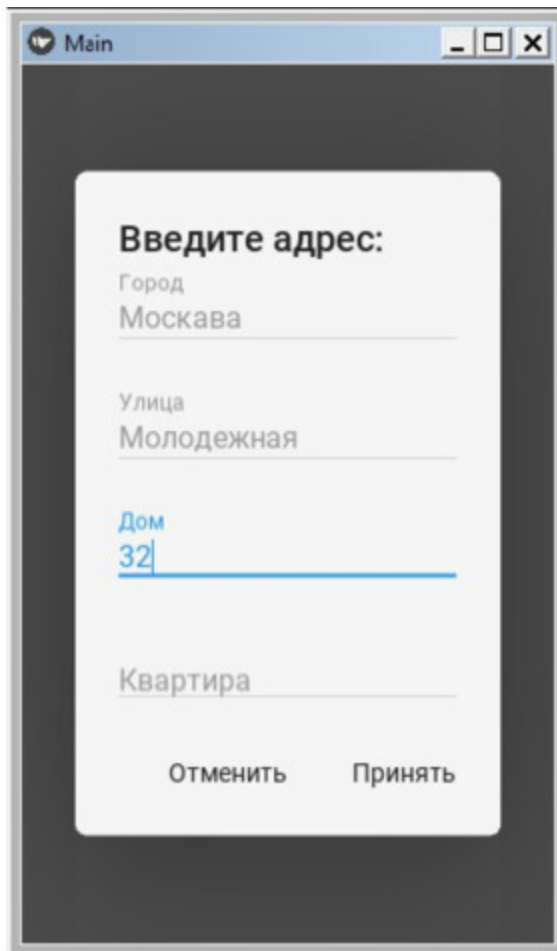 Main
Введите адрес:
Город
Москава
Улица
Молодежная
Дом
32
Квартира
Отменить Принять